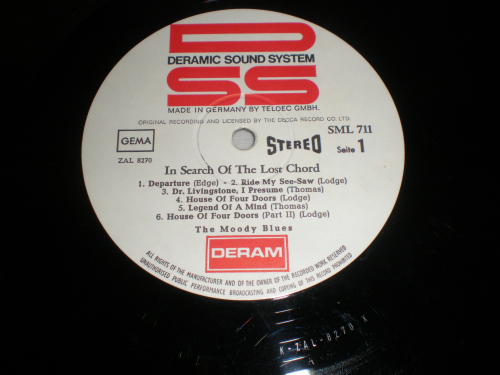 DSS
DERAMIC SOUND SYSTEM
MADE IN GERMANY BY TELDEC GMBH.
ORIGINAL RECORDING AND LICENSED BY THE DECCA RECORD CO. LTD.
GEMA
STEREO
SML 711
ZAL 8270
Seite 1
In Search Of The Lost Chord
1. Departure (Edge) - 2. Ride My See-Saw (Lodge)
3. Dr. Livingstone, I Presume (Thomas)
4. House Of Four Doors (Lodge)
5. Legend Of A Mind (Thomas)
6. House Of Four Doors (Part II) (Lodge)
The Moody Blues
DERAM
ALL RIGHTS OF THE MANUFACTURER AND OF THE OWNER OF THE RECORDED WORK RESERVED.
UNAUTHORISED PUBLIC PERFORMANCE BROADCASTING AND COPYING OF THIS RECORD PROHIBITED
K-ZAL-8270 X